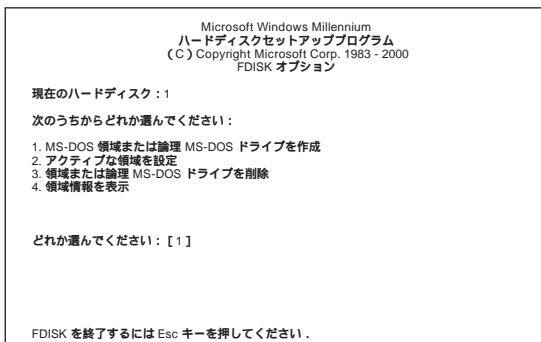 Microsoft Windows Millennium
ハードディスクセットアッププログラム
(C) Copyright Microsoft Corp. 1983 - 2000
FDISK オプション
現在のハードディスク：1
次のうちからどれか選んでください：
1. MS-DOS 領域または論理 MS-DOS ドライブを作成
2. アクティブな領域を設定
3. 領域または論理 MS-DOS ドライブを削除
4. 領域情報を表示
どれか選んでください：［1］
FDISK を終了するには Esc キーを押してください．